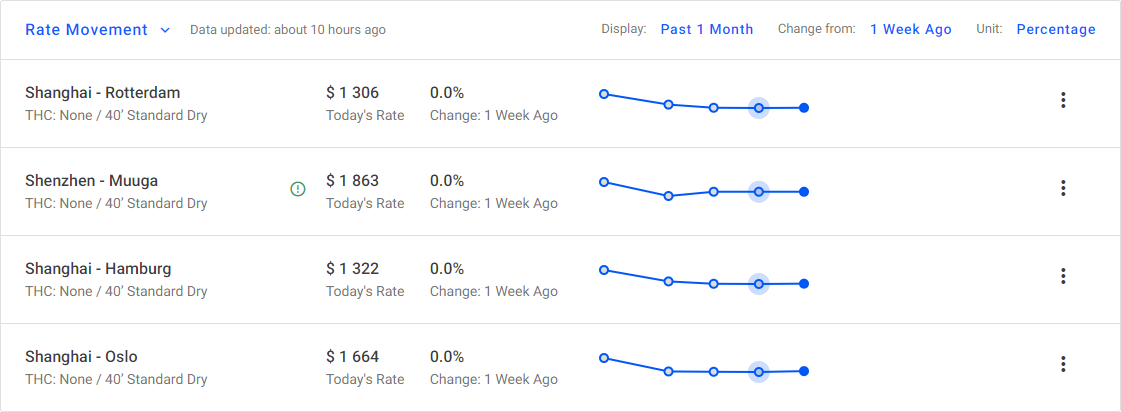 Rate Movement Data updated: about 10 hours ago Display: Past 1 Month Change from: 1 Week Ago Unit: Percentage
Shanghai - Rotterdam $ 1 306 0.0%
THC: None / 40’ Standard Dry Today's Rate Change: 1 Week Ago
Shenzhen - Muuga $ 1 863 0.0%
THC: None / 40’ Standard Dry Today's Rate Change: 1 Week Ago
Shanghai - Hamburg $ 1 322 0.0%
THC: None / 40’ Standard Dry Today's Rate Change: 1 Week Ago
Shanghai - Oslo $ 1 664 0.0%
THC: None / 40’ Standard Dry Today's Rate Change: 1 Week Ago